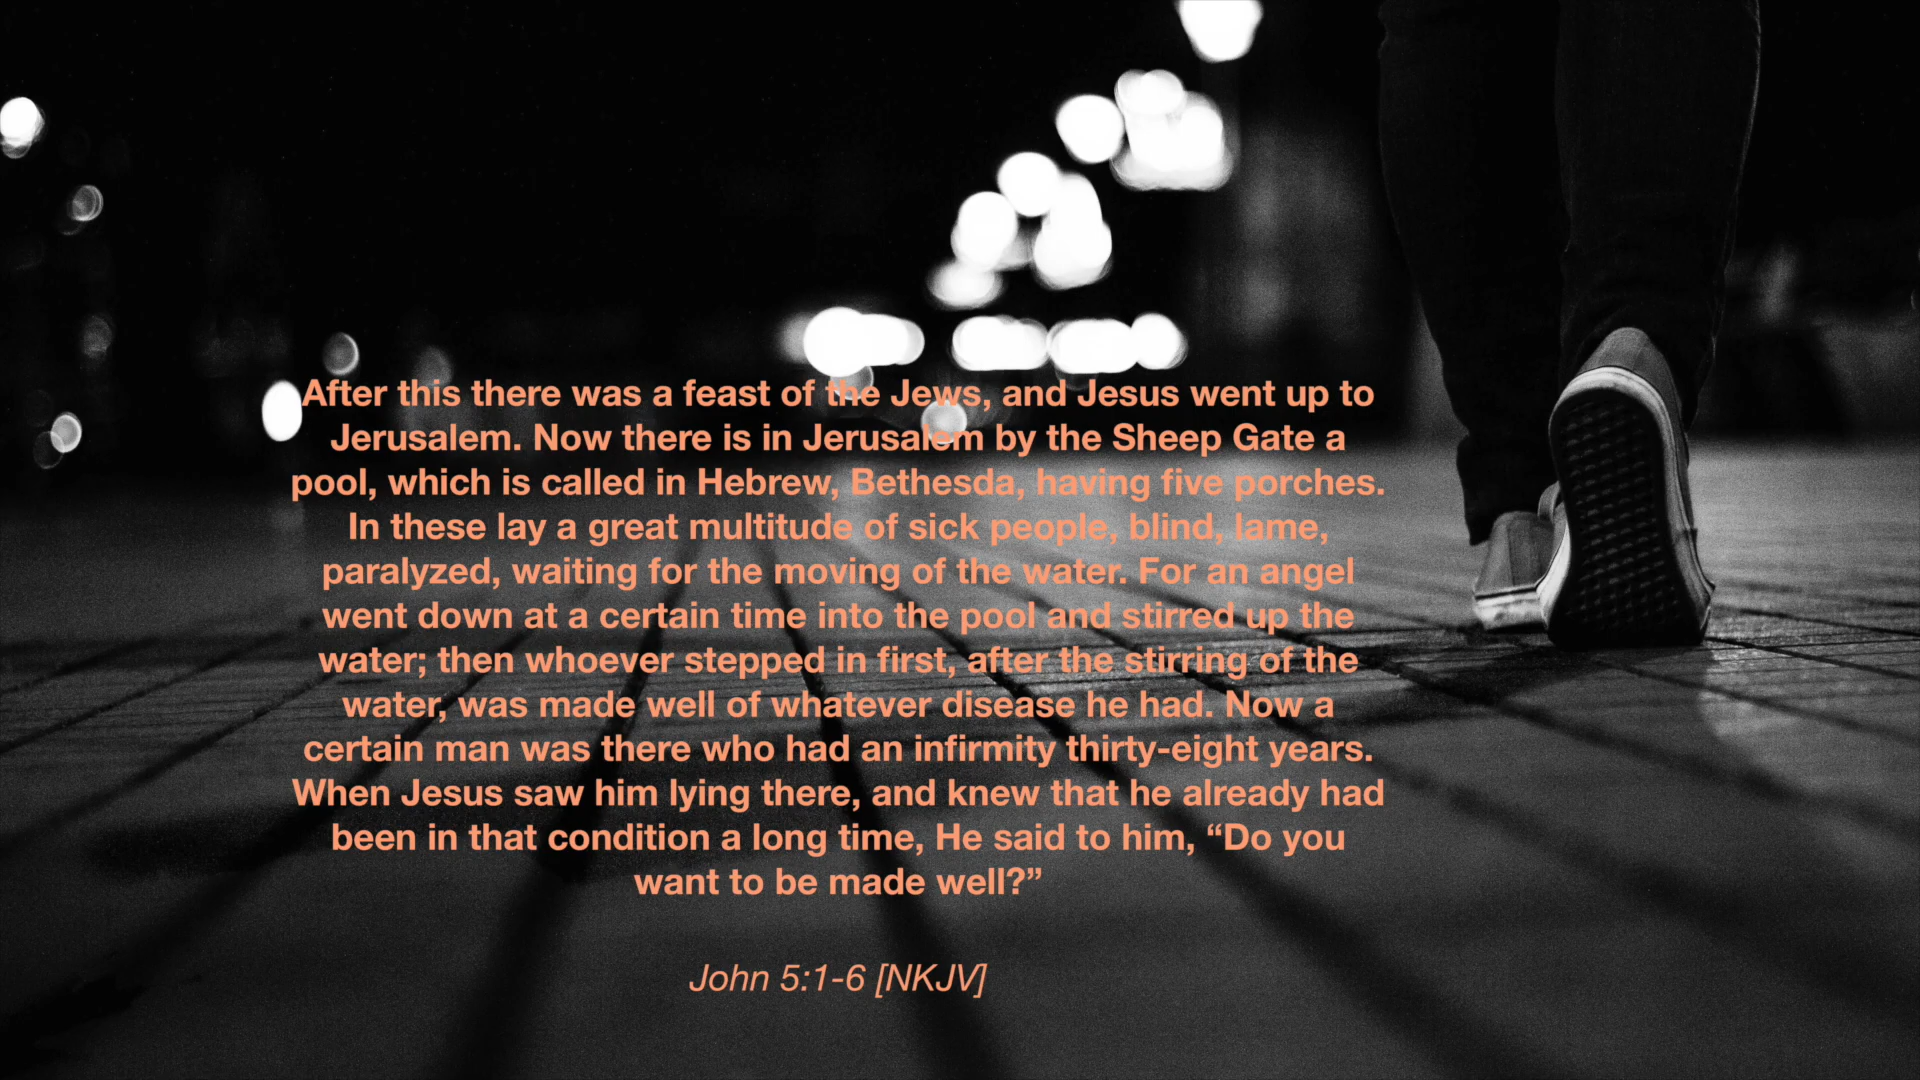 After this there was a feast of the Jews, and Jesus went up to
Jerusalem. Now there is in Jerusalem by the Sheep Gate a
pool, which is called in Hebrew, Bethesda, having five porches.
In these lay a great multitude of sick people, blind, lame,
paralyzed, waiting for the moving of the water. For an angel
went down at a certain time into the pool and stirred up the
water; then whoever stepped in first, after the stirring of the
water, was made well of whatever disease he had. Now a
certain man was there who had an infirmity thirty-eight years.
When Jesus saw him lying there, and knew that he already had
been in that condition a long time, He said to him, “Do you
want to be made well?”
John 5:1-6 [NKJV]